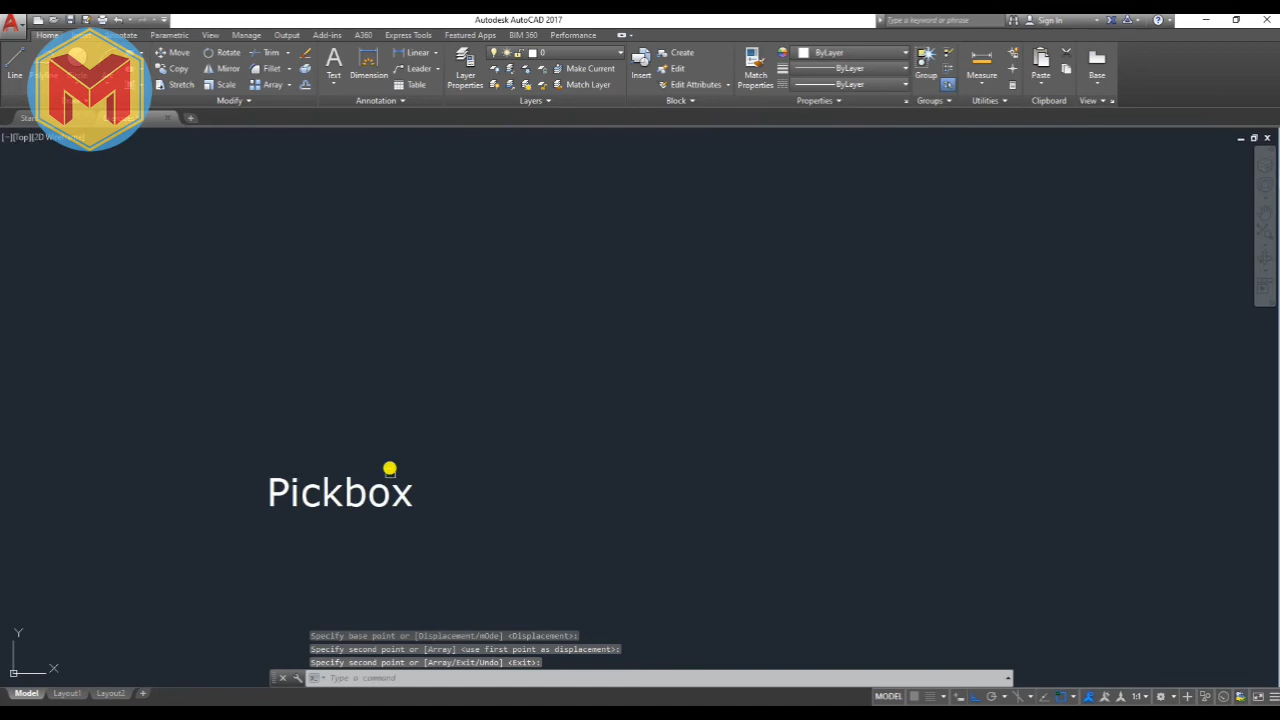 Autodesk AutoCAD 2017
Type a keyword or phrase
Sign In
Home
Annotate
Parametric
View
Manage
Output
Add-ins
A360
Express Tools
Featured Apps
BIM 360
Performance
Line
Move
Rotate
Trim
Copy
Mirror
Fillet
Stretch
Scale
Array
Modify
Text
Dimension
Linear
Leader
Table
Annotation
Layer
Properties
0
Make Current
Match Layer
Layers
Insert
Create
Edit
Edit Attributes
Block
Match
Properties
ByLayer
ByLayer
ByLayer
Properties
Group
Groups
Measure
Utilities
Paste
Clipboard
Base
View
[−][Top][2D Wireframe]
Pickbox
Specify base point or [Displacement/mOde] <Displacement>:
Specify second point or [Array] <use first point as displacement>:
Specify second point or [Array/Exit/Undo] <Exit>:
Type a command
Y
X
Model
Layout1
Layout2
MODEL
1:1